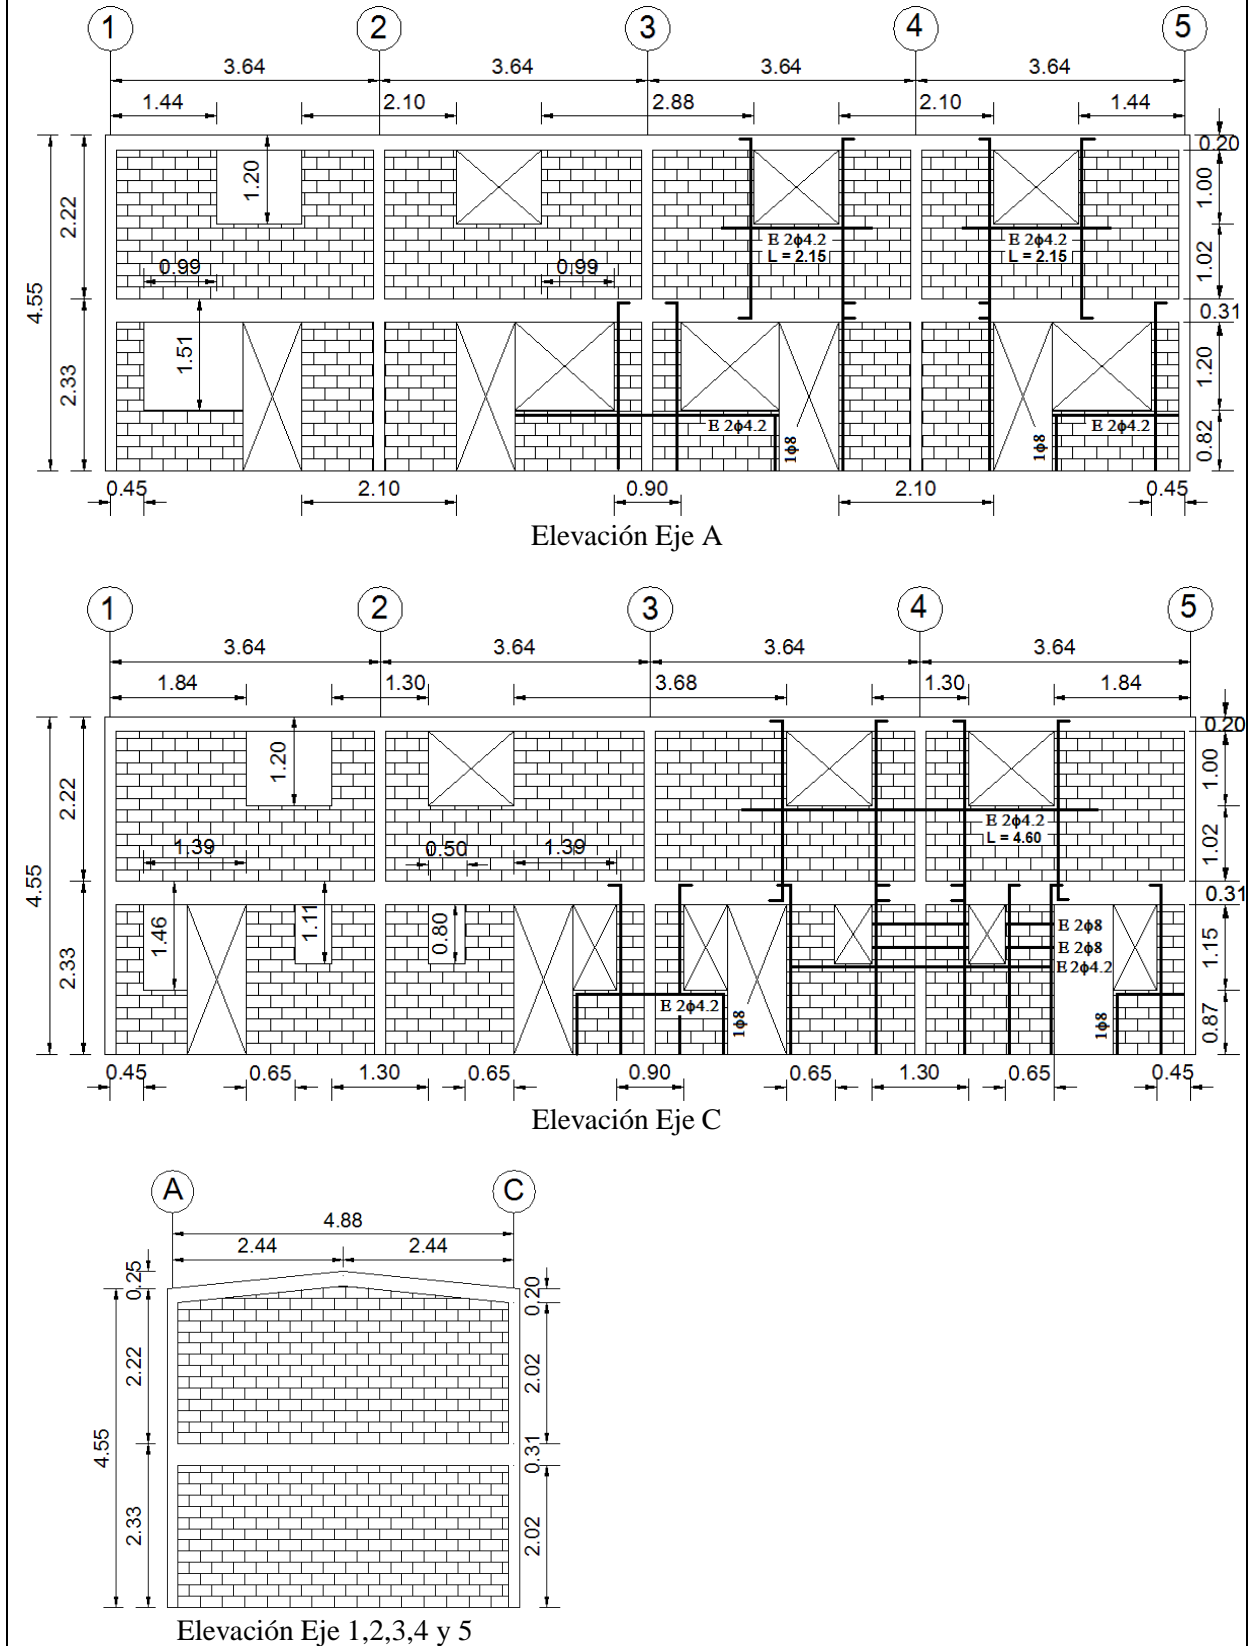 1 2 3 4 5
3.64 3.64 3.64 3.64
1.44 2.10 2.88 2.10 1.44
0.20
1.20
1.00
2.22
E 2ϕ4.2 E 2ϕ4.2
L = 2.15 L = 2.15
1.02
0.99 0.99
4.55
0.31
1.51
1.20
2.33
E 2ϕ4.2 E 2ϕ4.2
1ϕ8 1ϕ8
0.82
0.45 2.10 0.90 2.10 0.45
Elevación Eje A
1 2 3 4 5
3.64 3.64 3.64 3.64
1.84 1.30 3.68 1.30 1.84
0.20
1.20
1.00
2.22
E 2ϕ4.2
L = 4.60
1.02
1.39 0.50 1.39
4.55
0.31
1.46 1.11 0.80
1.15
E 2ϕ8
E 2ϕ8
E 2ϕ4.2
2.33
E 2ϕ4.2
1ϕ8 1ϕ8
0.87
0.45 0.65 1.30 0.65 0.90 0.65 1.30 0.65 0.45
Elevación Eje C
A C
4.88
2.44 2.44
0.25
0.20
2.22
2.02
4.55
0.31
2.33
2.02
Elevación Eje 1,2,3,4 y 5